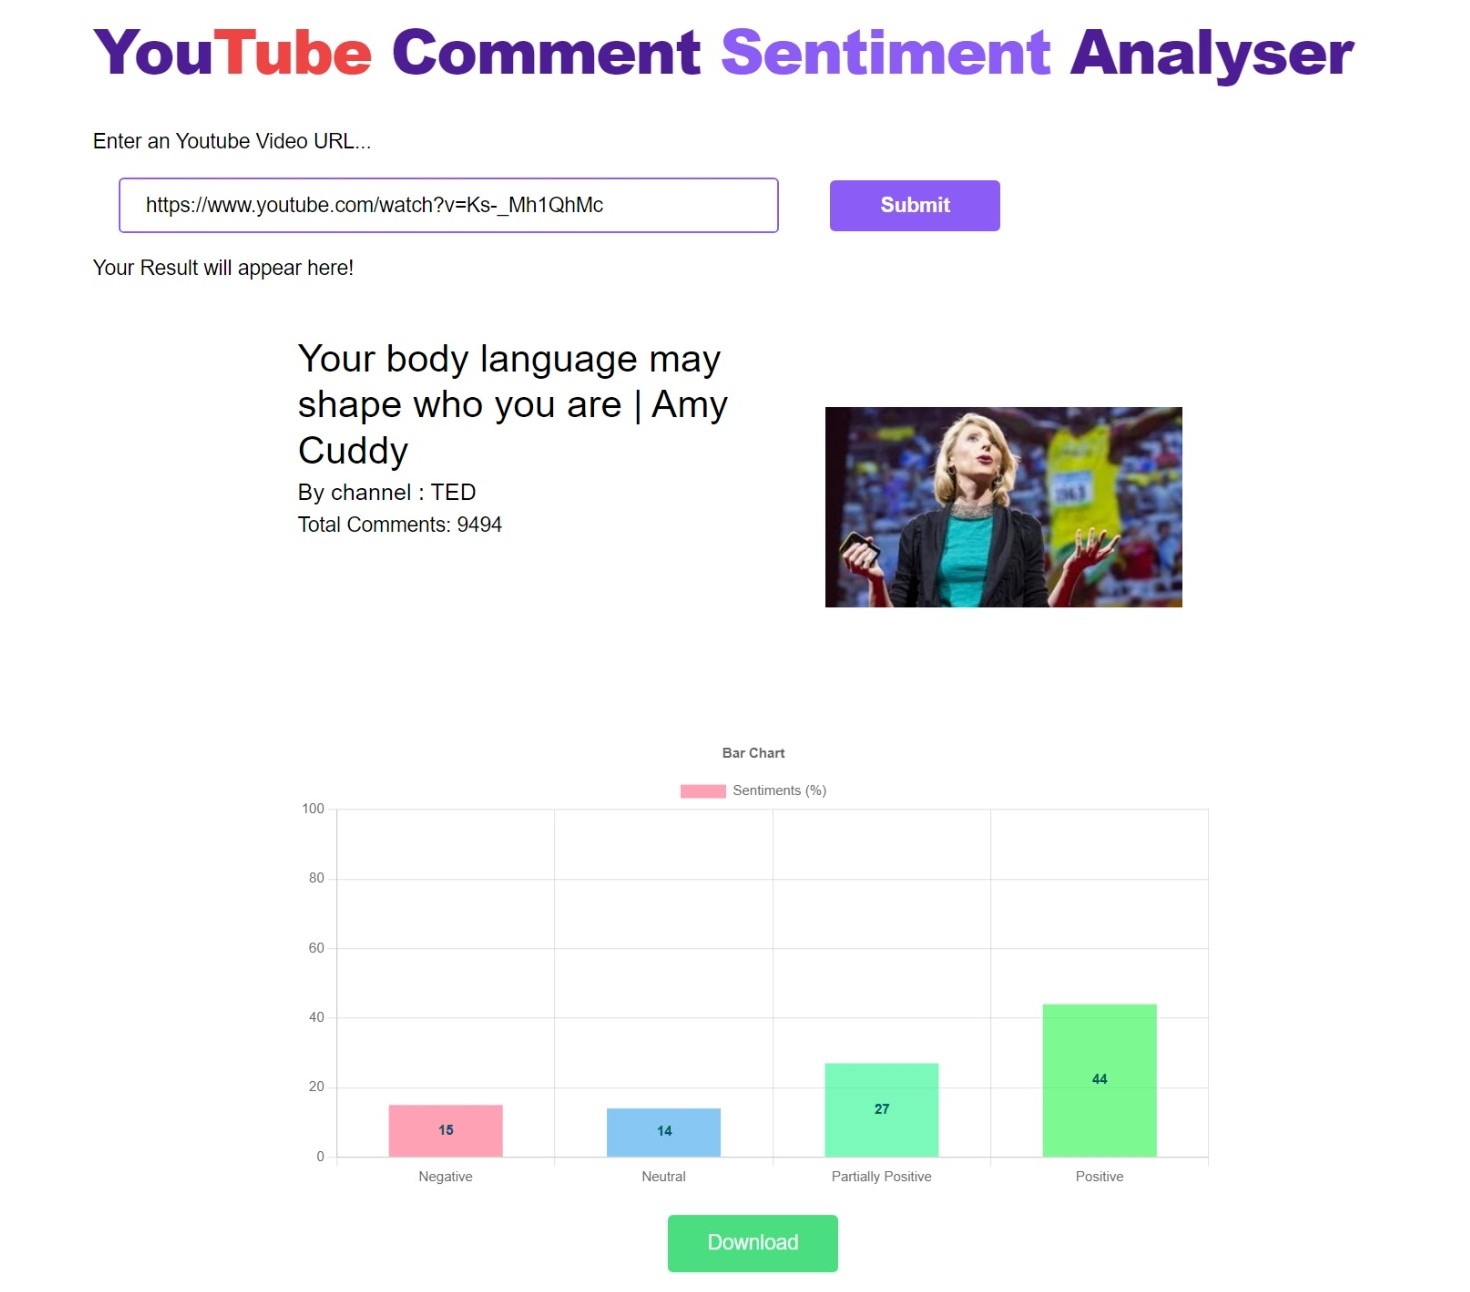 YouTube Comment Sentiment Analyser
Enter an Youtube Video URL...
https://www.youtube.com/watch?v=Ks-_Mh1QhMc
Submit
Your Result will appear here!
Your body language may
shape who you are | Amy
Cuddy
By channel : TED
Total Comments: 9494
1363
Bar Chart
Sentiments (%)
100
80
60
40
20
0
15
14
27
44
Negative
Neutral
Partially Positive
Positive
Download